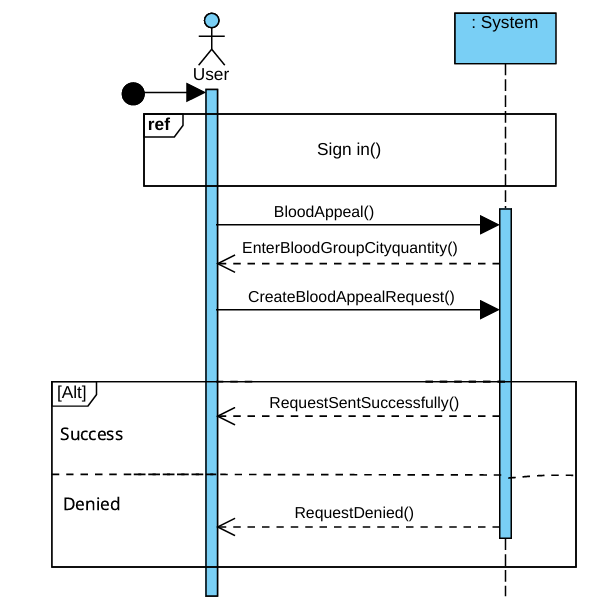 : System
User
ref
Sign in()
BloodAppeal()
EnterBloodGroupCityquantity()
CreateBloodAppealRequest()
[Alt]
RequestSentSuccessfully()
Success
Denied
RequestDenied()